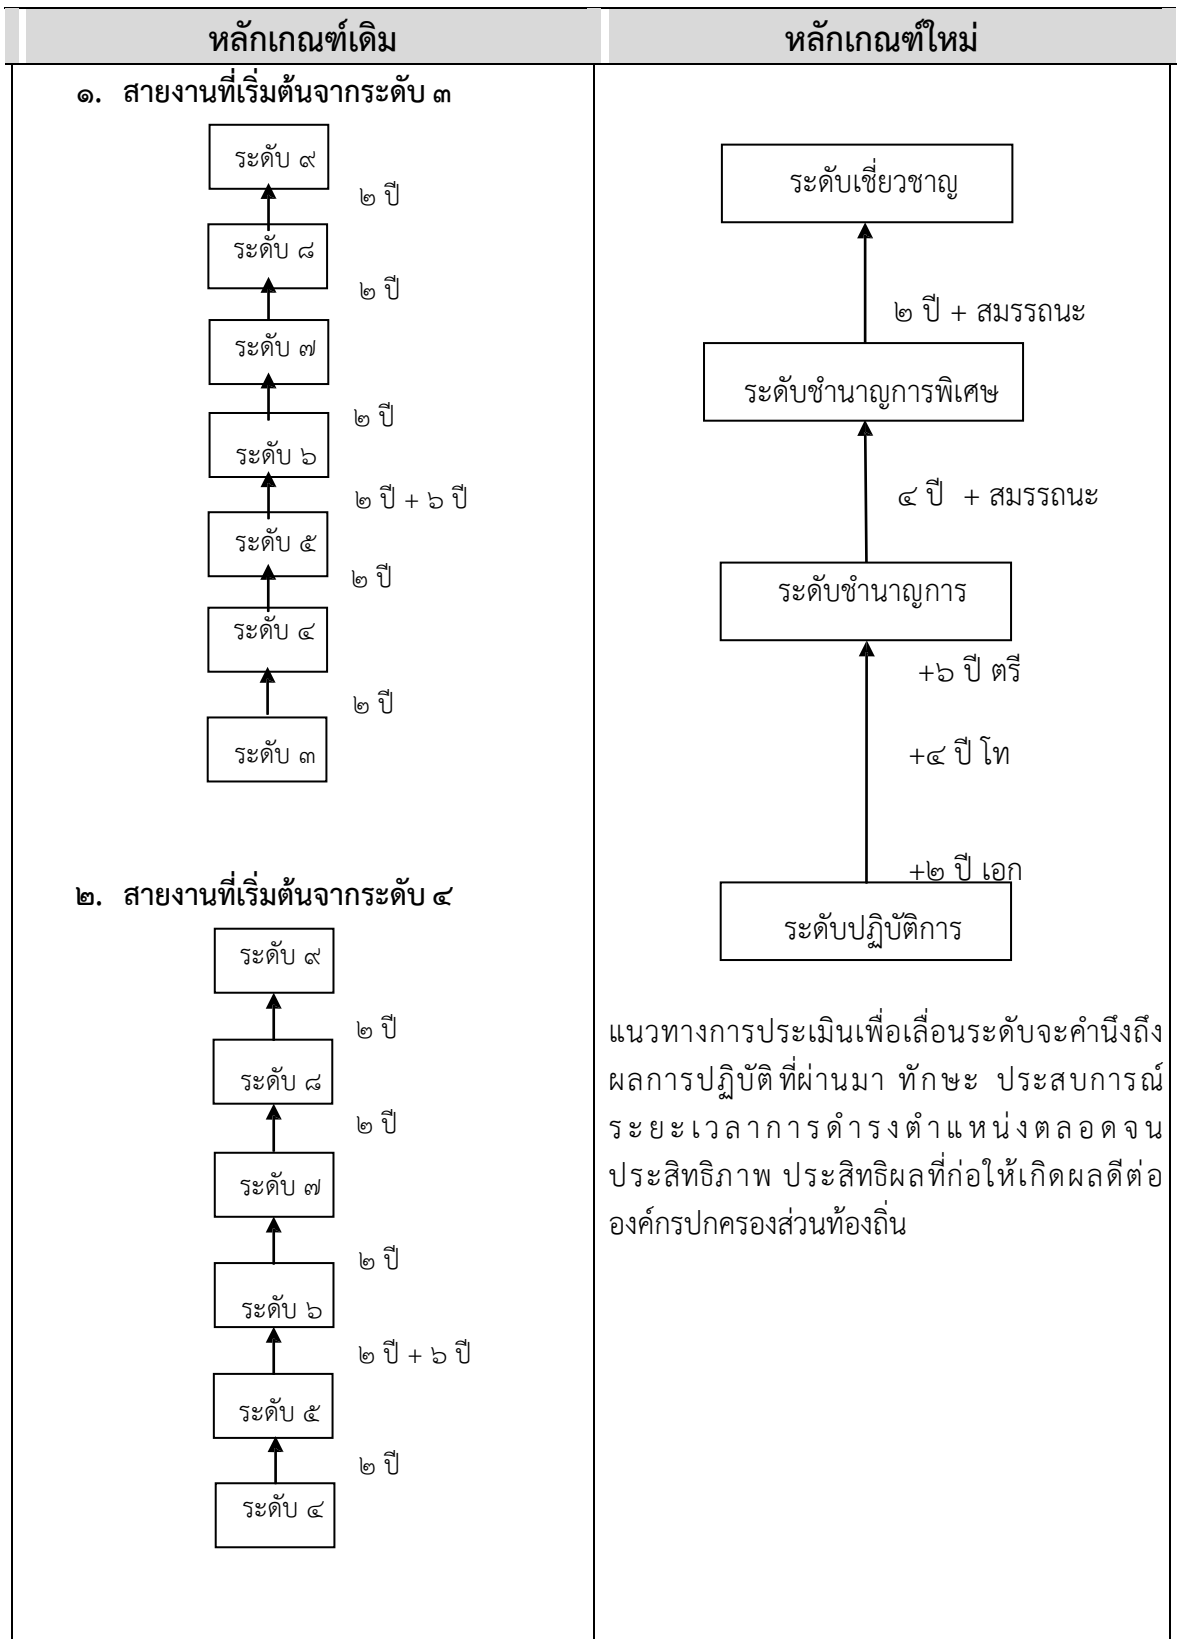 หลักเกณฑ์เดิม
หลักเกณฑ์ใหม่
๑. สายงานที่เริ่มต้นจากระดับ ๓
ระดับ ๙
๒ ปี
ระดับ ๘
๒ ปี
ระดับ ๗
๒ ปี
ระดับ ๖
๒ ปี + ๖ ปี
ระดับ ๕
๒ ปี
ระดับ ๔
๒ ปี
ระดับ ๓
๒. สายงานที่เริ่มต้นจากระดับ ๔
ระดับ ๙
๒ ปี
ระดับ ๘
๒ ปี
ระดับ ๗
๒ ปี
ระดับ ๖
๒ ปี + ๖ ปี
ระดับ ๕
๒ ปี
ระดับ ๔
ระดับเชี่ยวชาญ
๒ ปี + สมรรถนะ
ระดับชำนาญการพิเศษ
๔ ปี + สมรรถนะ
ระดับชำนาญการ
+๖ ปี ตรี
+๔ ปี โท
+๒ ปี เอก
ระดับปฏิบัติการ
แนวทางการประเมินเพื่อเลื่อนระดับจะคำนึงถึง
ผลการปฏิบัติที่ผ่านมา ทักษะ ประสบการณ์
ระยะเวลาการดำรงตำแหน่งตลอดจน
ประสิทธิภาพ ประสิทธิผลที่ก่อให้เกิดผลดีต่อ
องค์กรปกครองส่วนท้องถิ่น